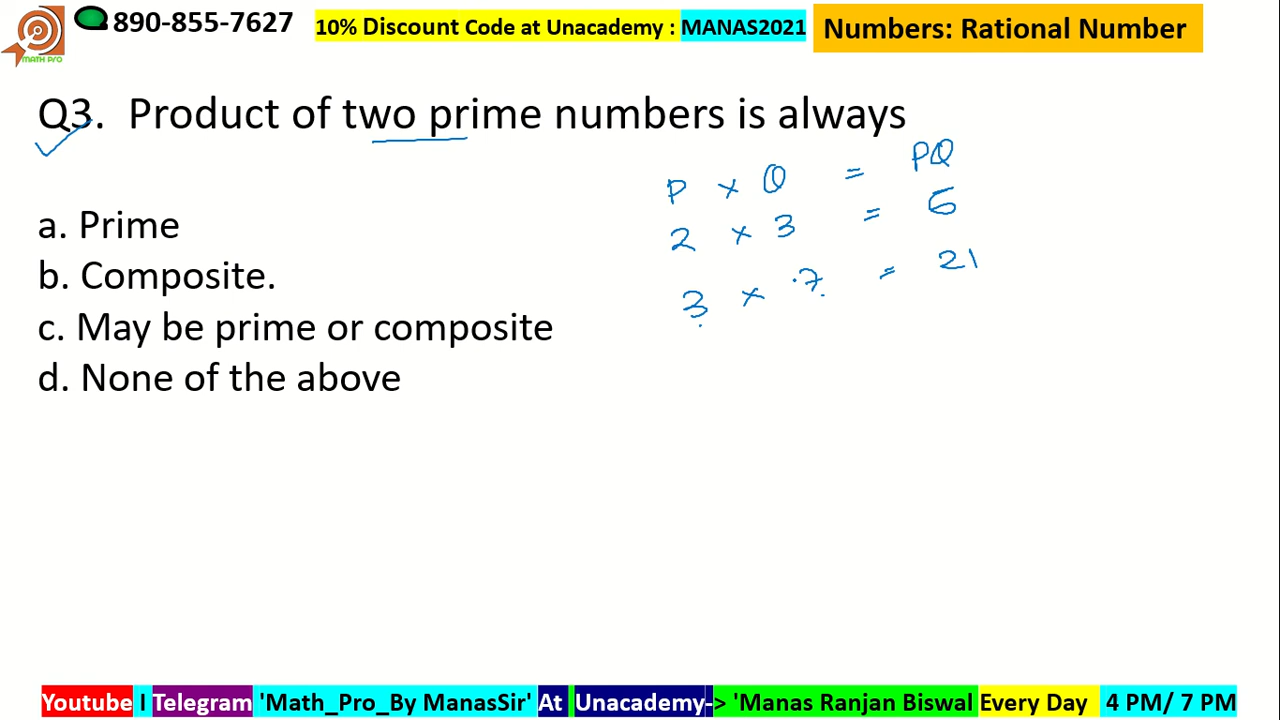 890-855-7627 10% Discount Code at Unacademy : MANAS2021 Numbers: Rational Number
MATH PRO
Q3. Product of two prime numbers is always
P × Q = PQ
2 × 3 = 6
3 × 7 = 21
a. Prime
b. Composite.
c. May be prime or composite
d. None of the above
Youtube I Telegram 'Math_Pro_By ManasSir' At Unacademy-> 'Manas Ranjan Biswal Every Day 4 PM/ 7 PM